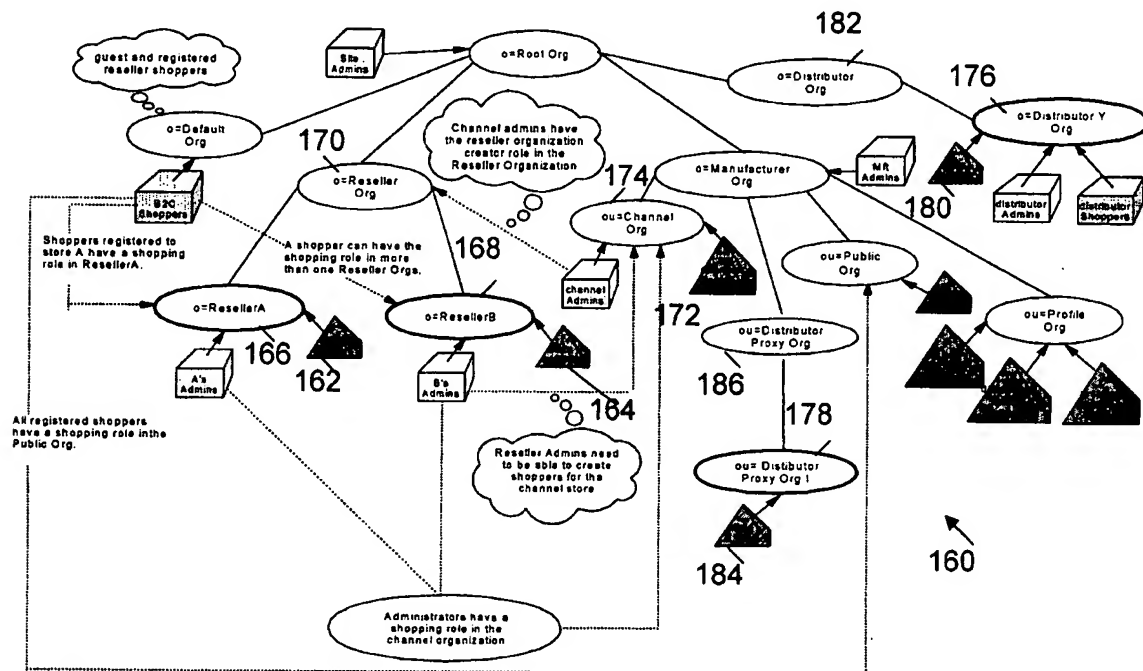 182
guest and registered
reseller shoppers
Site .
Admins
o=Root Org
o=Distributor
Org
176
o=Default
Org
170
Channel admins have
the reseller organization
creator role in the
Reseller Organization
o=Distributor Y
Org
174
o=Manufacturer
Org
MR
Admins
B2C
Shoppers
o=Reseller
Org
180
distributor
Admins
distributor
Shoppers
ou=Channel
Org
Shoppers registered to
store A have a shopping
role in ResellerA.
A shopper can have the
shopping role in more
than one Reseller Orgs.
168
ou=Public
Org
channel
Admins
o=ResellerA
o=ResellerB
172
ou=Profile
Org
166
162
ou=Distributor
Proxy Org
A's
Admins
B's
Admins
164
186
178
All registered shoppers
have a shopping role inthe
Public Org.
Reseller Admins need
to be able to create
shoppers for the
channel store
ou= Distibutor
Proxy Org 1
184
160
Administrators have a
shopping role in the
channel organization